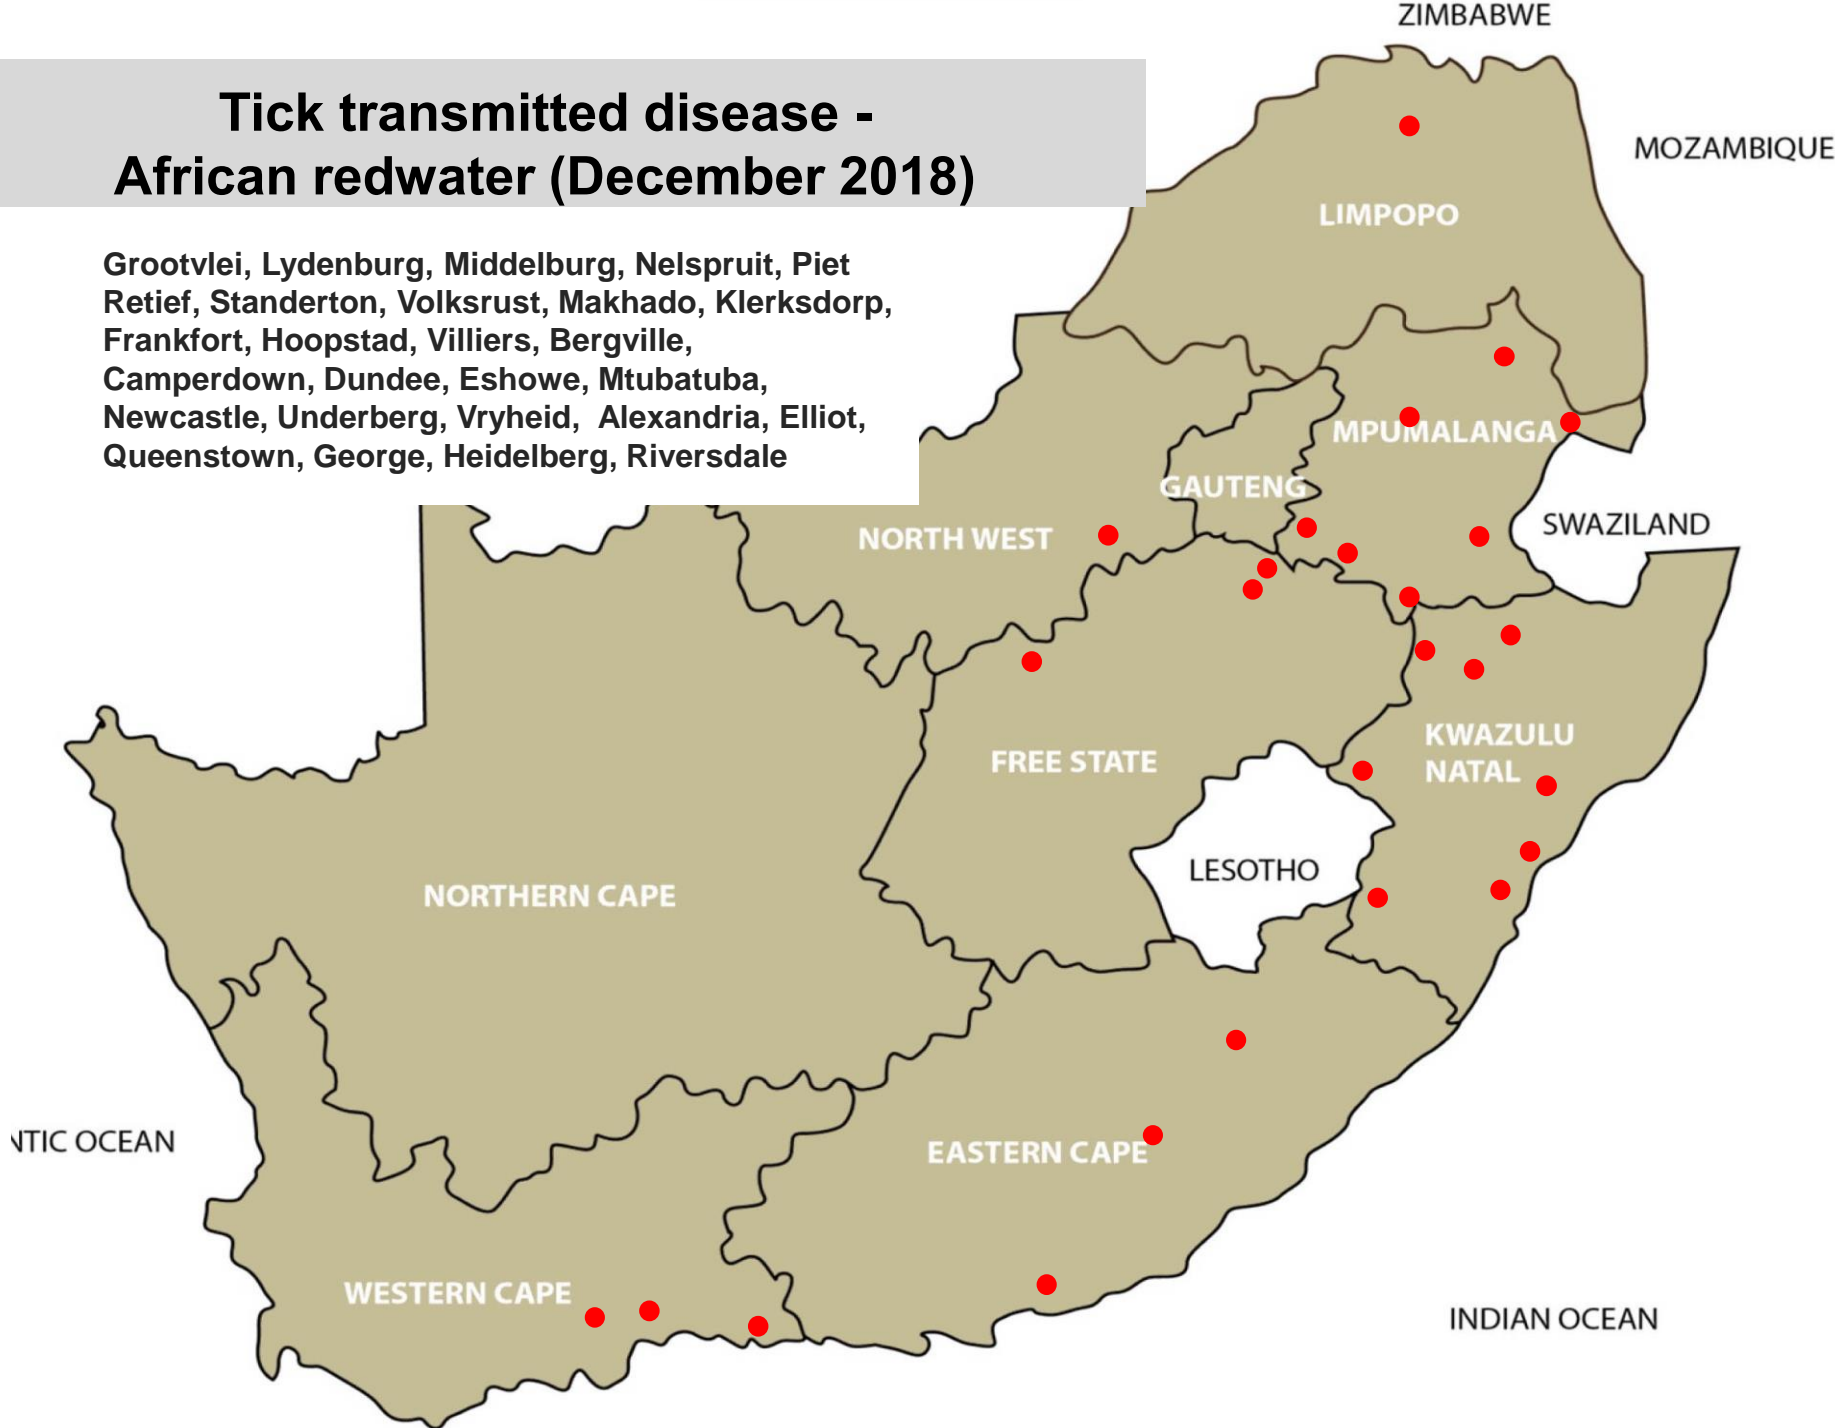 ZIMBABWE
Tick transmitted disease -
African redwater (December 2018)
MOZAMBIQUE
LIMPOPO
Grootvlei, Lydenburg, Middelburg, Nelspruit, Piet
Retief, Standerton, Volksrust, Makhado, Klerksdorp,
Frankfort, Hoopstad, Villiers, Bergville,
Camperdown, Dundee, Eshowe, Mtubatuba,
Newcastle, Underberg, Vryheid, Alexandria, Elliot,
Queenstown, George, Heidelberg, Riversdale
MPUMALANGA
GAUTENG
SWAZILAND
NORTH WEST
KWAZULU
NATAL
FREE STATE
LESOTHO
NORTHERN CAPE
NTIC OCEAN
EASTERN CAPE
WESTERN CAPE
INDIAN OCEAN